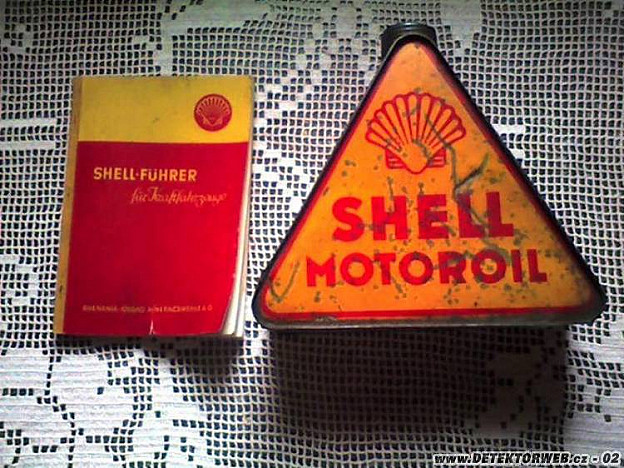 SHELL-FÜHRER
für Kraftfahrzeuge
SHELL
MOTOROIL
www.DETEKTORWEB.cz - 02